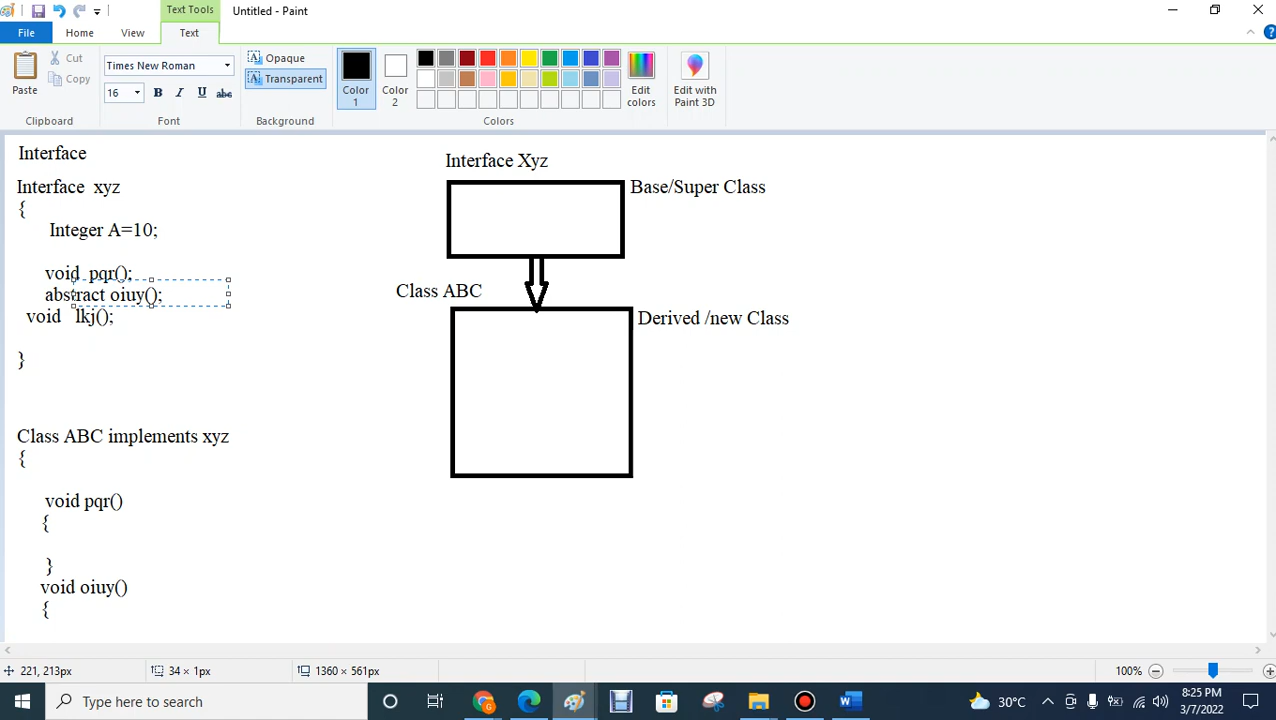 Text Tools
Untitled - Paint
File
Home
View
Text
Paste
Cut
Copy
Clipboard
Times New Roman
16
B I U abc
Font
Opaque
Transparent
Background
Color 1
Color 2
Edit colors
Edit with Paint 3D
Colors
Interface
Interface xyz
{
Integer A=10;
void pqr();
abstract oiuy();
void lkj();
}
Class ABC implements xyz
{
void pqr()
{
}
void oiuy()
{
Interface Xyz
Base/Super Class
Class ABC
Derived /new Class
221, 213px
34 × 1px
1360 × 561px
100%
Type here to search
30°C
8:25 PM
3/7/2022